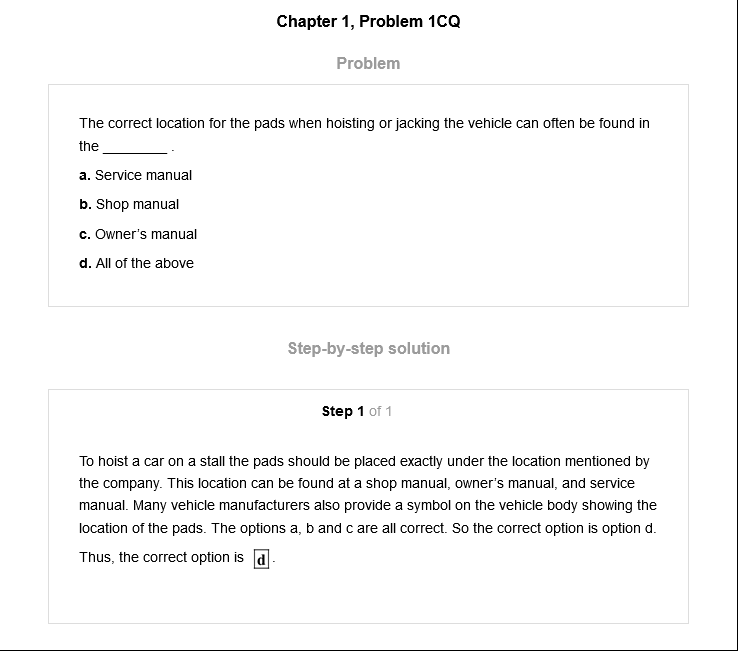 Chapter 1, Problem 1CQ
Problem
The correct location for the pads when hoisting or jacking the vehicle can often be found in
the ________ .
a. Service manual
b. Shop manual
c. Owner’s manual
d. All of the above
Step-by-step solution
Step 1 of 1
To hoist a car on a stall the pads should be placed exactly under the location mentioned by
the company. This location can be found at a shop manual, owner’s manual, and service
manual. Many vehicle manufacturers also provide a symbol on the vehicle body showing the
location of the pads. The options a, b and c are all correct. So the correct option is option d.
Thus, the correct option is d.